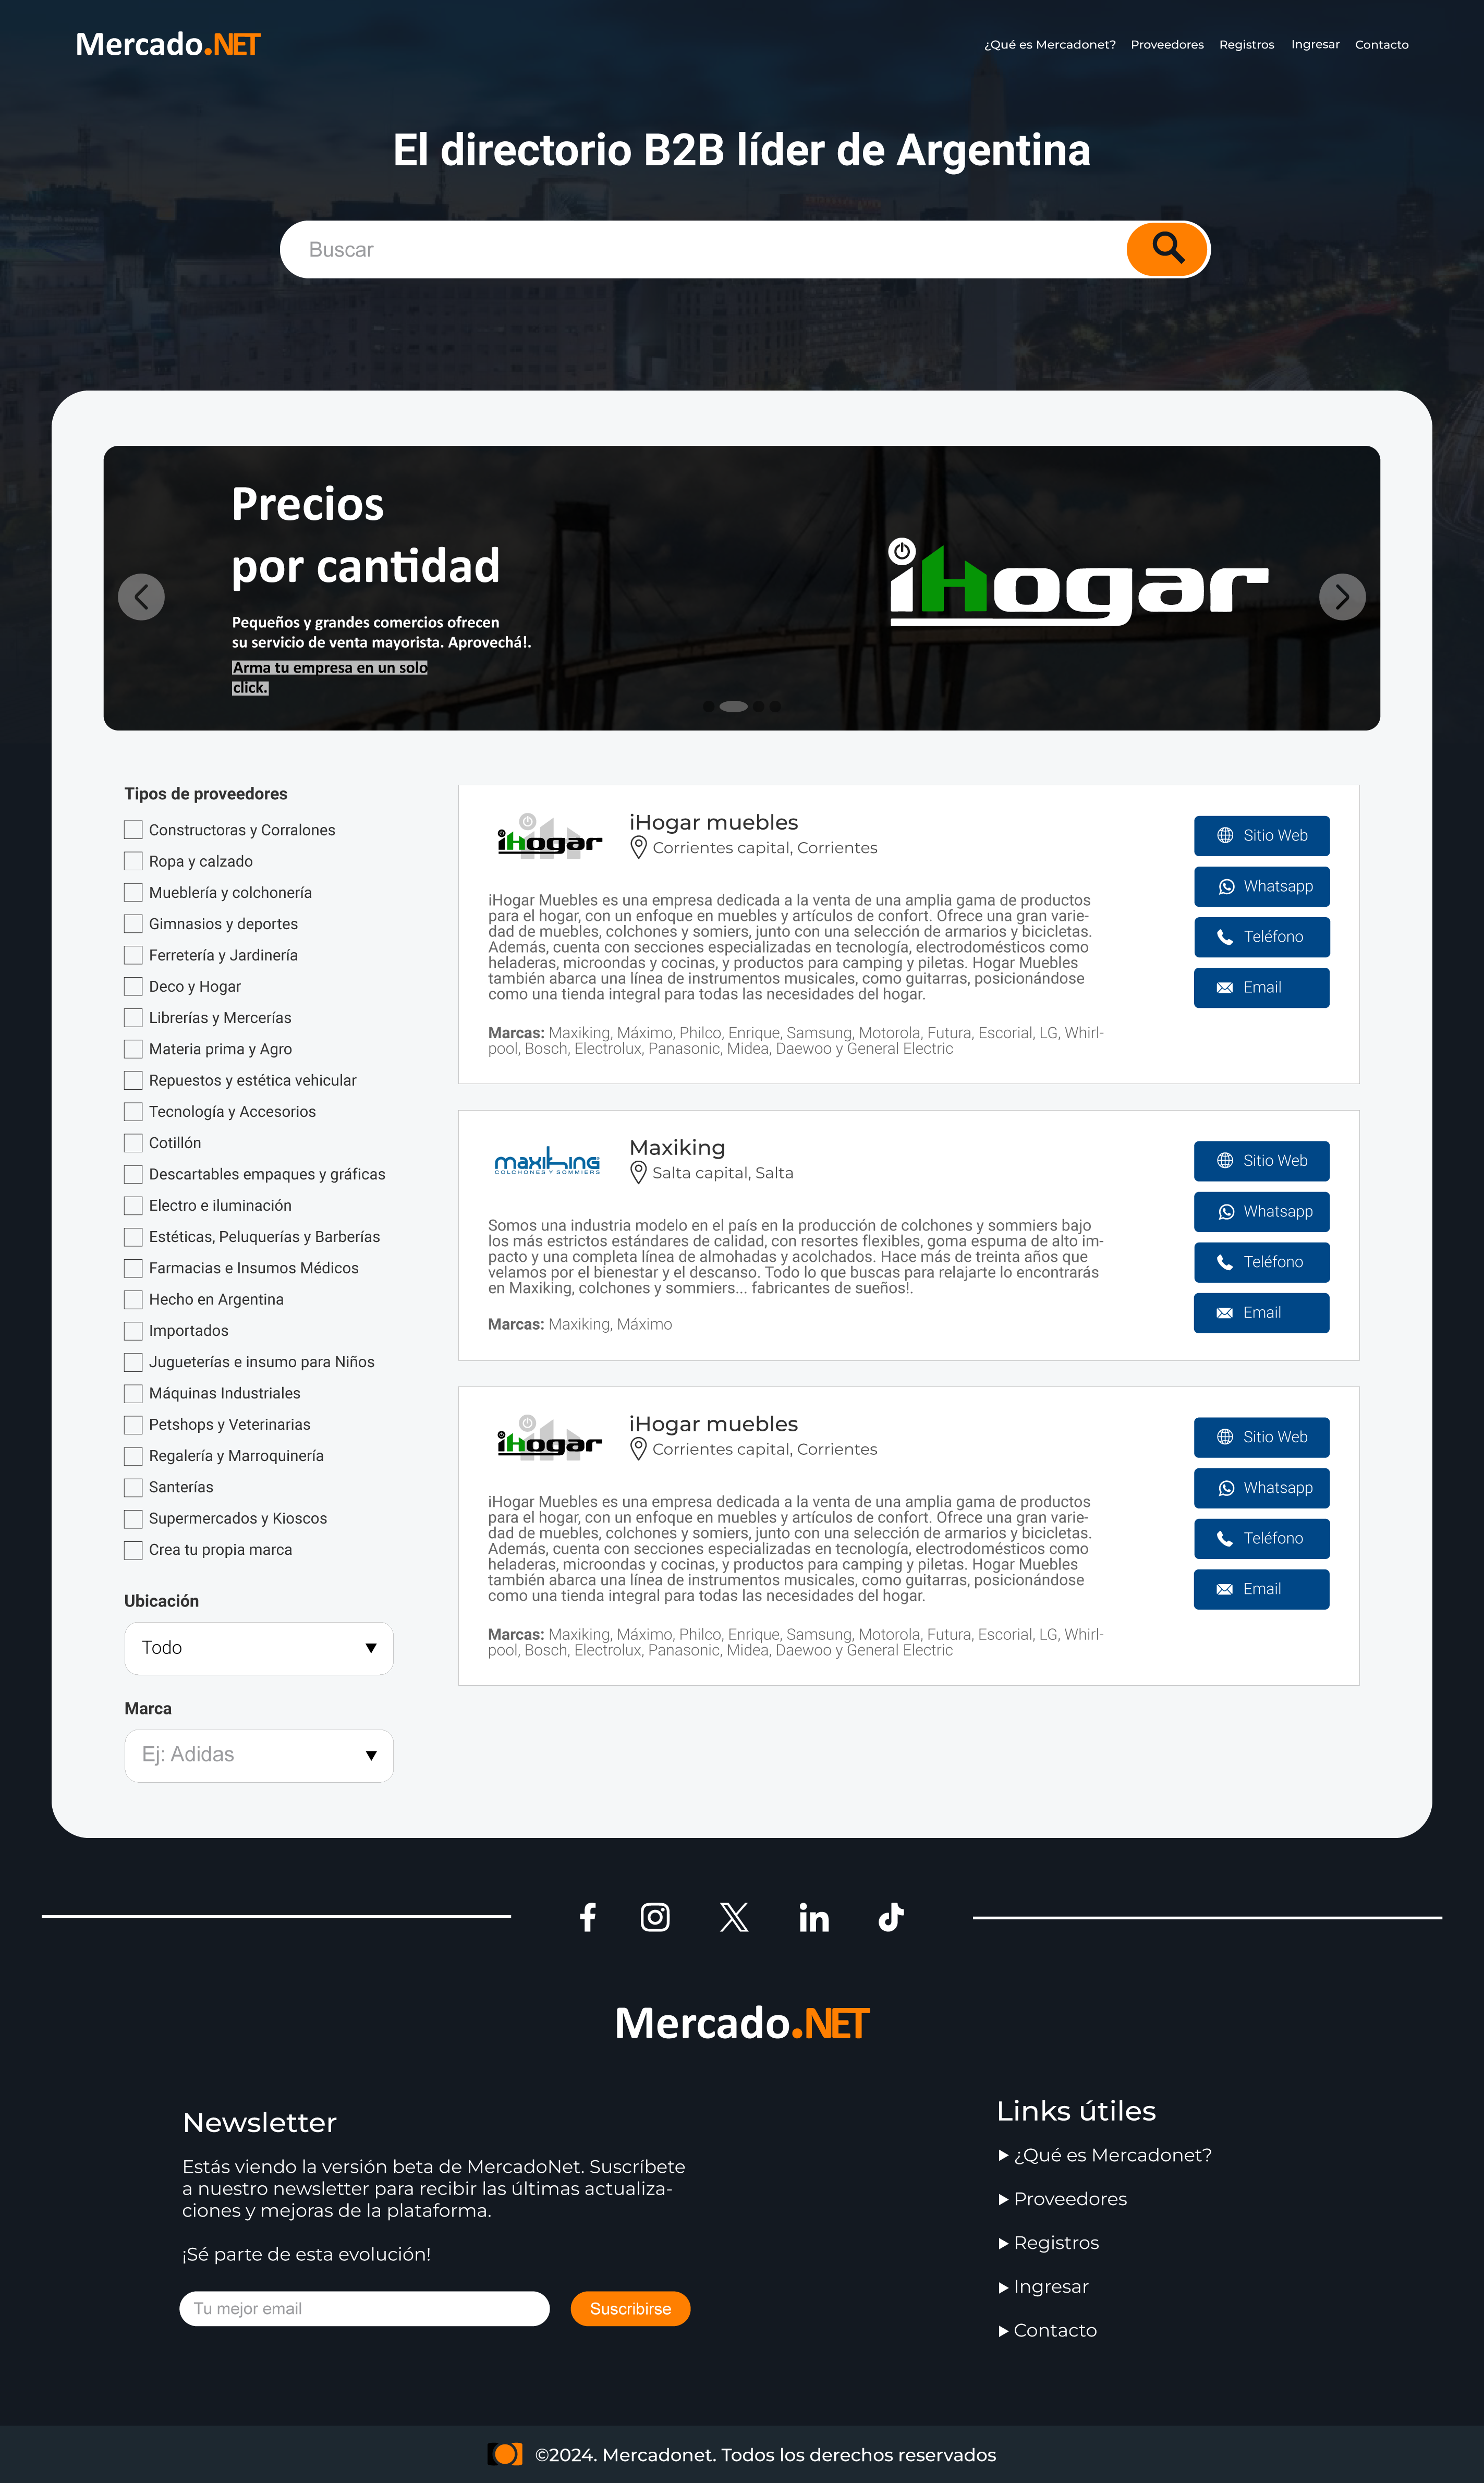 Mercado.NET
¿Qué es Mercadonet? Proveedores Registros Ingresar Contacto
El directorio B2B líder de Argentina
Buscar
Precios
por cantidad
Pequeños y grandes comercios ofrecen
su servicio de venta mayorista. Aprovechá!.
Arma tu empresa en un solo
click.
iHogar
Tipos de proveedores
Constructoras y Corralones
Ropa y calzado
Mueblería y colchonería
Gimnasios y deportes
Ferretería y Jardinería
Deco y Hogar
Librerías y Mercerías
Materia prima y Agro
Repuestos y estética vehicular
Tecnología y Accesorios
Cotillón
Descartables empaques y gráficas
Electro e iluminación
Estéticas, Peluquerías y Barberías
Farmacias e Insumos Médicos
Hecho en Argentina
Importados
Jugueterías e insumo para Niños
Máquinas Industriales
Petshops y Veterinarias
Regalería y Marroquinería
Santerías
Supermercados y Kioscos
Crea tu propia marca
Ubicación
Todo
Marca
Ej: Adidas
iHogar
iHogar muebles
Corrientes capital, Corrientes
iHogar Muebles es una empresa dedicada a la venta de una amplia gama de productos
para el hogar, con un enfoque en muebles y artículos de confort. Ofrece una gran varie-
dad de muebles, colchones y somiers, junto con una selección de armarios y bicicletas.
Además, cuenta con secciones especializadas en tecnología, electrodomésticos como
heladeras, microondas y cocinas, y productos para camping y piletas. Hogar Muebles
también abarca una línea de instrumentos musicales, como guitarras, posicionándose
como una tienda integral para todas las necesidades del hogar.
Marcas: Maxiking, Máximo, Philco, Enrique, Samsung, Motorola, Futura, Escorial, LG, Whirl-
pool, Bosch, Electrolux, Panasonic, Midea, Daewoo y General Electric
Sitio Web
Whatsapp
Teléfono
Email
maxiking
COLCHONES Y SOMMIERS
Maxiking
Salta capital, Salta
Somos una industria modelo en el país en la producción de colchones y sommiers bajo
los más estrictos estándares de calidad, con resortes flexibles, goma espuma de alto im-
pacto y una completa línea de almohadas y acolchados. Hace más de treinta años que
velamos por el bienestar y el descanso. Todo lo que buscas para relajarte lo encontrarás
en Maxiking, colchones y sommiers... fabricantes de sueños!.
Marcas: Maxiking, Máximo
Sitio Web
Whatsapp
Teléfono
Email
iHogar
iHogar muebles
Corrientes capital, Corrientes
iHogar Muebles es una empresa dedicada a la venta de una amplia gama de productos
para el hogar, con un enfoque en muebles y artículos de confort. Ofrece una gran varie-
dad de muebles, colchones y somiers, junto con una selección de armarios y bicicletas.
Además, cuenta con secciones especializadas en tecnología, electrodomésticos como
heladeras, microondas y cocinas, y productos para camping y piletas. Hogar Muebles
también abarca una línea de instrumentos musicales, como guitarras, posicionándose
como una tienda integral para todas las necesidades del hogar.
Marcas: Maxiking, Máximo, Philco, Enrique, Samsung, Motorola, Futura, Escorial, LG, Whirl-
pool, Bosch, Electrolux, Panasonic, Midea, Daewoo y General Electric
Sitio Web
Whatsapp
Teléfono
Email
Mercado.NET
Newsletter
Estás viendo la versión beta de MercadoNet. Suscríbete
a nuestro newsletter para recibir las últimas actualiza-
ciones y mejoras de la plataforma.
¡Sé parte de esta evolución!
Tu mejor email
Suscribirse
Links útiles
¿Qué es Mercadonet?
Proveedores
Registros
Ingresar
Contacto
©2024. Mercadonet. Todos los derechos reservados